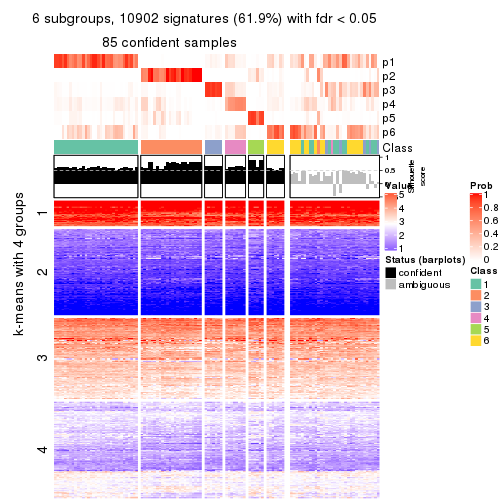 6 subgroups, 10902 signatures (61.9%) with fdr < 0.05
85 confident samples
p1
p2
p3
p4
p5
p6
Class
1
0.5
0
Silhouette
score
k-means with 4 groups
1
2
3
4
Value
5
4
3
2
1
Status (barplots)
confident
ambiguous
Prob
1
0.8
0.6
0.4
0.2
0
Class
1
2
3
4
5
6